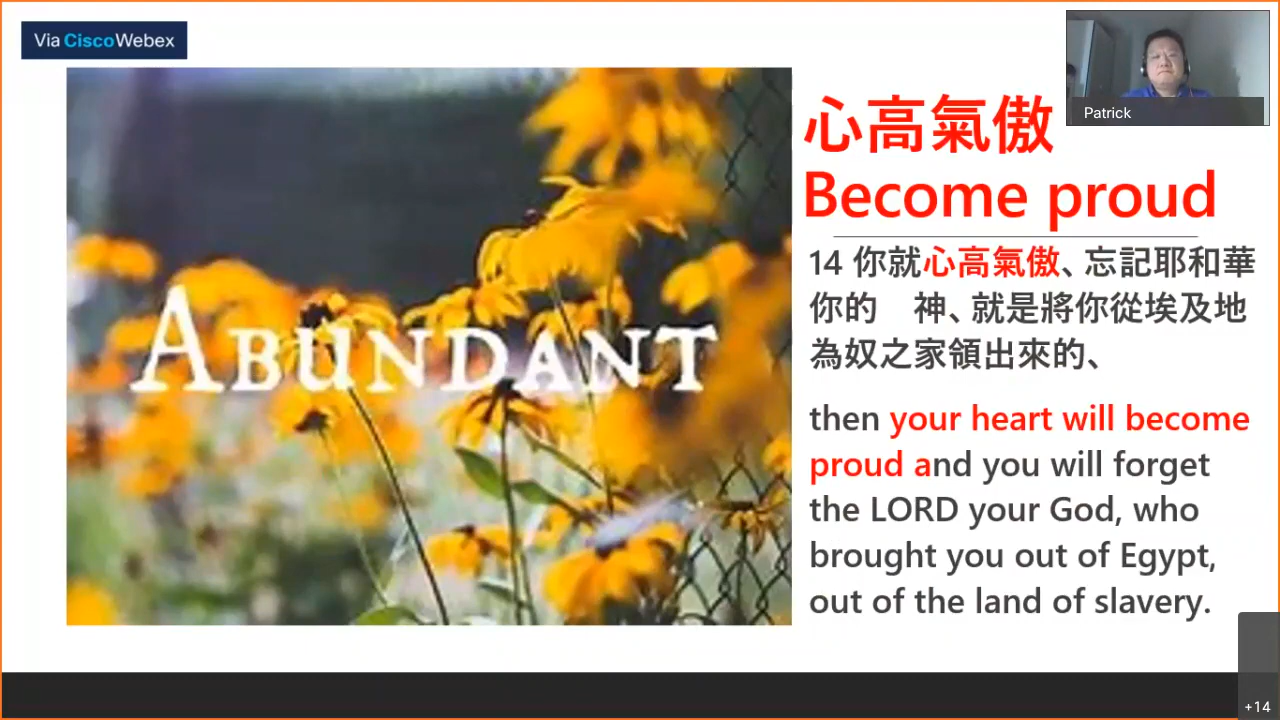 Via CiscoWebex
Patrick
心高氣傲
Become proud
ABUNDANT
14 你就心高氣傲、忘記耶和華
你的　神、就是將你從埃及地
為奴之家領出來的、
then your heart will become
proud and you will forget
the LORD your God, who
brought you out of Egypt,
out of the land of slavery.
+14